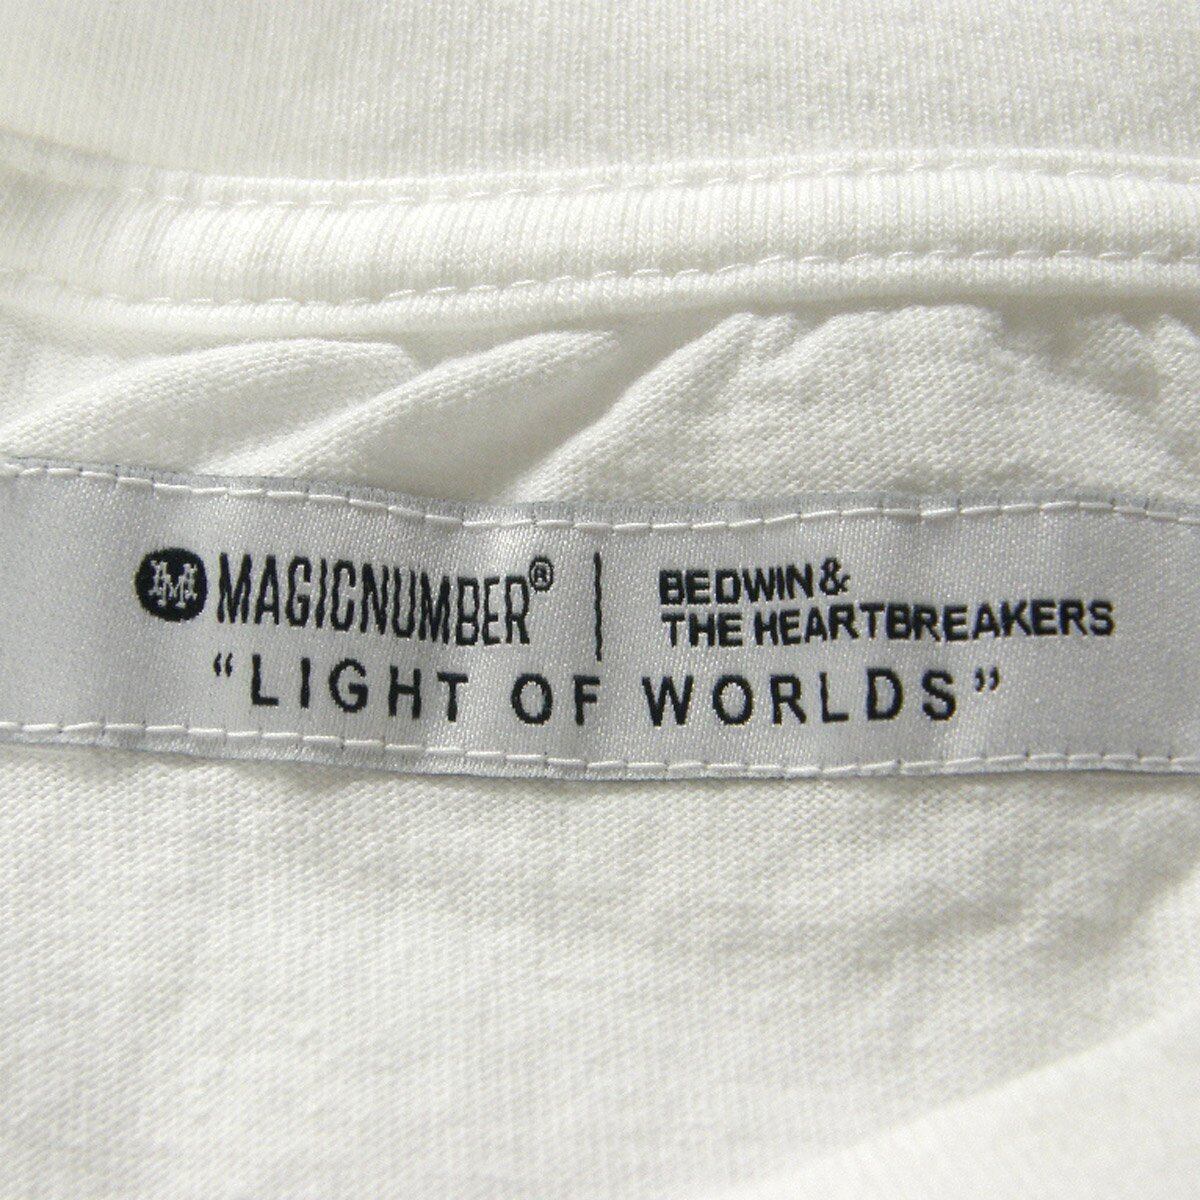 M MAGICNUMBER® | BEDWIN &
THE HEARTBREAKERS
“LIGHT OF WORLDS”